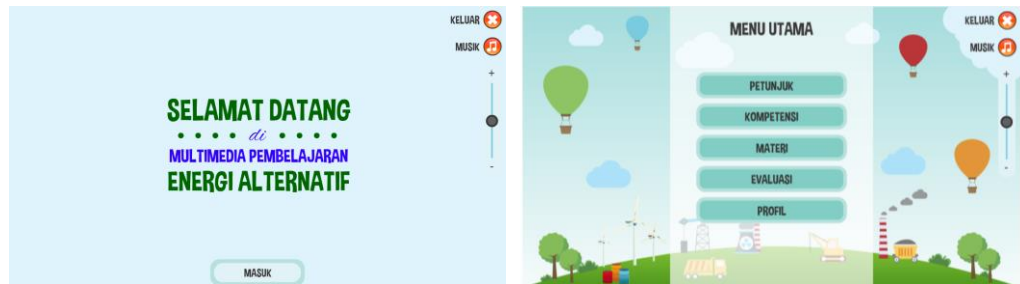 KELUAR
MUSIK
+
-
SELAMAT DATANG
di
MULTIMEDIA PEMBELAJARAN
ENERGI ALTERNATIF
MASUK
MENU UTAMA
KELUAR
MUSIK
+
-
PETUNJUK
KOMPETENSI
MATERI
EVALUASI
PROFIL